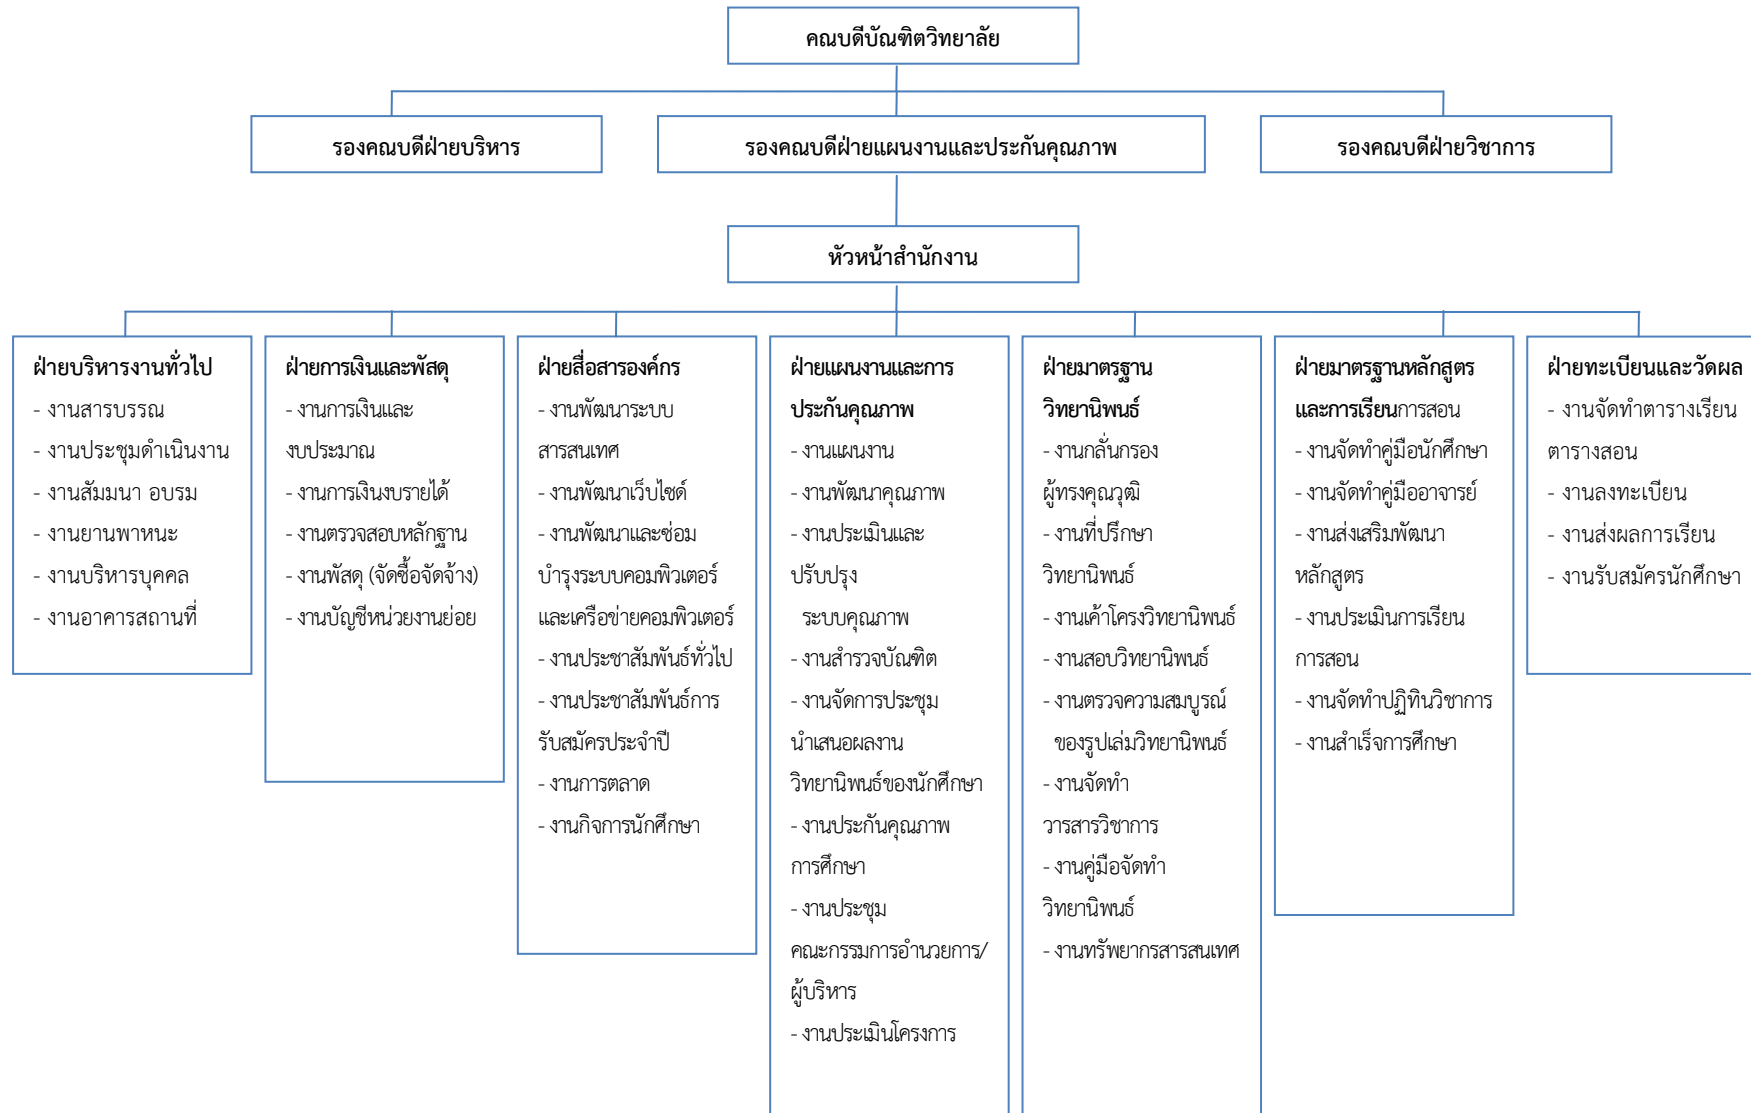 คณบดีบัณฑิตวิทยาลัย
รองคณบดีฝ่ายบริหาร
รองคณบดีฝ่ายแผนงานและประกันคุณภาพ
รองคณบดีฝ่ายวิชาการ
หัวหน้าสำนักงาน
ฝ่ายบริหารงานทั่วไป
- งานสารบรรณ
- งานประชุมดำเนินงาน
- งานสัมมนา อบรม
- งานยานพาหนะ
- งานบริหารบุคคล
- งานอาคารสถานที่
ฝ่ายการเงินและพัสดุ
- งานการเงินและ
งบประมาณ
- งานการเงินงบรายได้
- งานตรวจสอบหลักฐาน
- งานพัสดุ (จัดซื้อจัดจ้าง)
- งานบัญชีหน่วยงานย่อย
ฝ่ายสื่อสารองค์กร
- งานพัฒนาระบบ
สารสนเทศ
- งานพัฒนาเว็บไซด์
- งานพัฒนาและซ่อม
บำรุงระบบคอมพิวเตอร์
และเครือข่ายคอมพิวเตอร์
- งานประชาสัมพันธ์ทั่วไป
- งานประชาสัมพันธ์การ
รับสมัครประจำปี
- งานการตลาด
- งานกิจการนักศึกษา
ฝ่ายแผนงานและการ
ประกันคุณภาพ
- งานแผนงาน
- งานพัฒนาคุณภาพ
- งานประเมินและ
ปรับปรุง
ระบบคุณภาพ
- งานสำรวจบัณฑิต
- งานจัดการประชุม
นำเสนอผลงาน
วิทยานิพนธ์ของนักศึกษา
- งานประกันคุณภาพ
การศึกษา
- งานประชุม
คณะกรรมการอำนวยการ/
ผู้บริหาร
- งานประเมินโครงการ
ฝ่ายมาตรฐาน
วิทยานิพนธ์
- งานกลั่นกรอง
ผู้ทรงคุณวุฒิ
- งานที่ปรึกษา
วิทยานิพนธ์
- งานเค้าโครงวิทยานิพนธ์
- งานสอบวิทยานิพนธ์
- งานตรวจความสมบูรณ์
ของรูปเล่มวิทยานิพนธ์
- งานจัดทำ
วารสารวิชาการ
- งานคู่มือจัดทำ
วิทยานิพนธ์
- งานทรัพยากรสารสนเทศ
ฝ่ายมาตรฐานหลักสูตร
และการเรียนการสอน
- งานจัดทำคู่มือนักศึกษา
- งานจัดทำคู่มืออาจารย์
- งานส่งเสริมพัฒนา
หลักสูตร
- งานประเมินการเรียน
การสอน
- งานจัดทำปฏิทินวิชาการ
- งานสำเร็จการศึกษา
ฝ่ายทะเบียนและวัดผล
- งานจัดทำตารางเรียน
ตารางสอน
- งานลงทะเบียน
- งานส่งผลการเรียน
- งานรับสมัครนักศึกษา